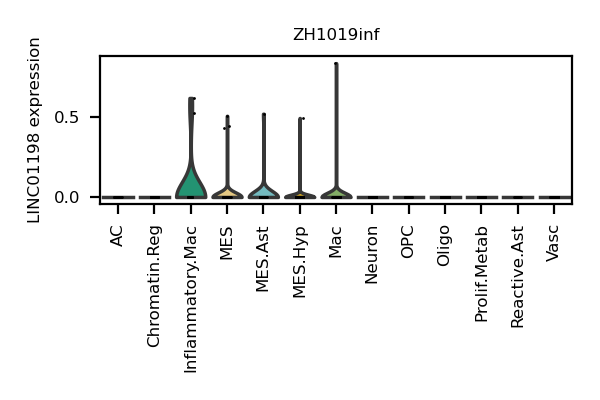 ZH1019inf
LINC01198 expression
0.5
0.0
AC
Chromatin.Reg
Inflammatory.Mac
MES
MES.Ast
MES.Hyp
Mac
Neuron
OPC
Oligo
Prolif.Metab
Reactive.Ast
Vasc